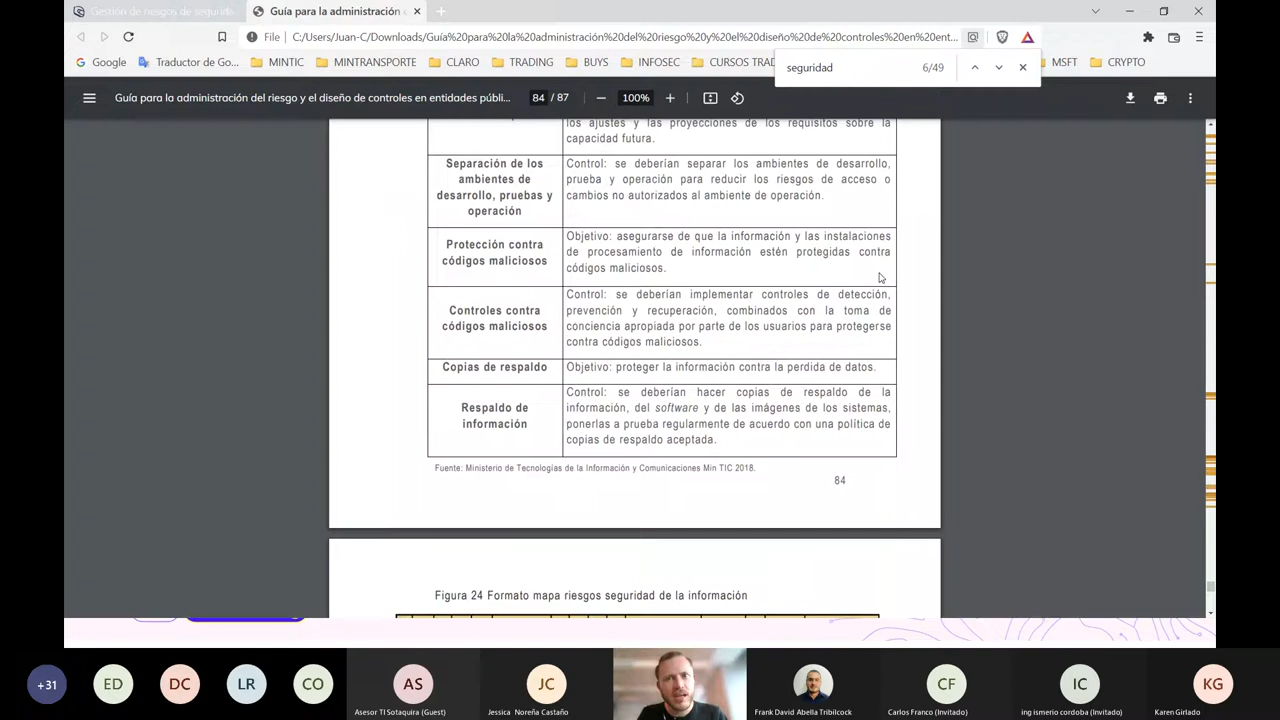 Gestión de riesgos de segurida
Guía para la administración
File
C:/Users/Juan-C/Downloads/Guía%20para%20la%20administración%20del%20riesgo%20y%20el%20diseño%20de%20controles%20en%20ent...
Google
Traductor de Go...
MINTIC
MINTRANSPORTE
CLARO
TRADING
BUYS
INFOSEC
CURSOS TRAD
MSFT
CRYPTO
seguridad 6/49
Guía para la administración del riesgo y el diseño de controles en entidades públi...
84 / 87
100%
los ajustes y las proyecciones de los requisitos sobre la
capacidad futura.
Separación de los
ambientes de
desarrollo, pruebas y
operación
Control: se deberían separar los ambientes de desarrollo,
prueba y operación para reducir los riesgos de acceso o
cambios no autorizados al ambiente de operación.
Protección contra
códigos maliciosos
Objetivo: asegurarse de que la información y las instalaciones
de procesamiento de información estén protegidas contra
códigos maliciosos.
Controles contra
códigos maliciosos
Control: se deberían implementar controles de detección,
prevención y recuperación, combinados con la toma de
conciencia apropiada por parte de los usuarios para protegerse
contra códigos maliciosos.
Copias de respaldo
Objetivo: proteger la información contra la perdida de datos.
Respaldo de
información
Control: se deberían hacer copias de respaldo de la
información, del software y de las imágenes de los sistemas,
ponerlas a prueba regularmente de acuerdo con una política de
copias de respaldo aceptada.
Fuente: Ministerio de Tecnologías de la Información y Comunicaciones Min TIC 2018.
84
Figura 24 Formato mapa riesgos seguridad de la información
+31
ED
DC
LR
CO
AS
JC
CF
IC
KG
Asesor TI Sotaquira (Guest)
Jessica Noreña Castaño
Frank David Abella Tribilcock
Carlos Franco (Invitado)
ing ismerio cordoba (Invitado)
Karen Girlado